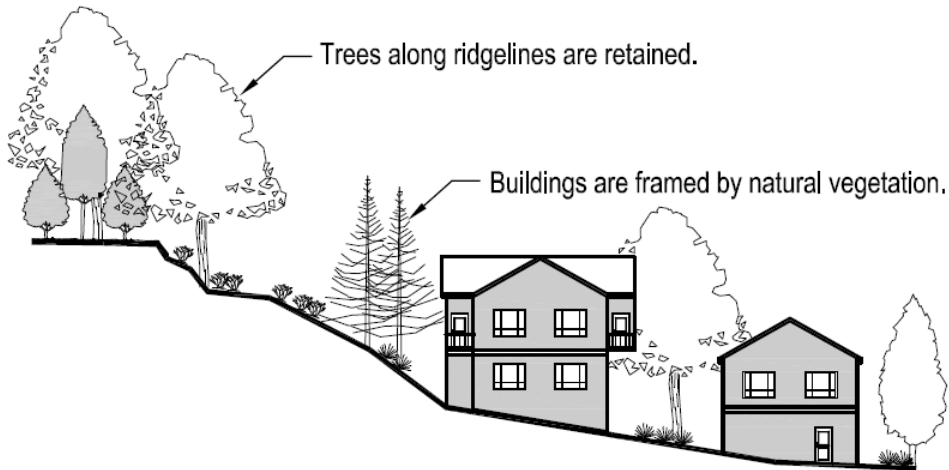 Trees along ridgelines are retained.
Buildings are framed by natural vegetation.